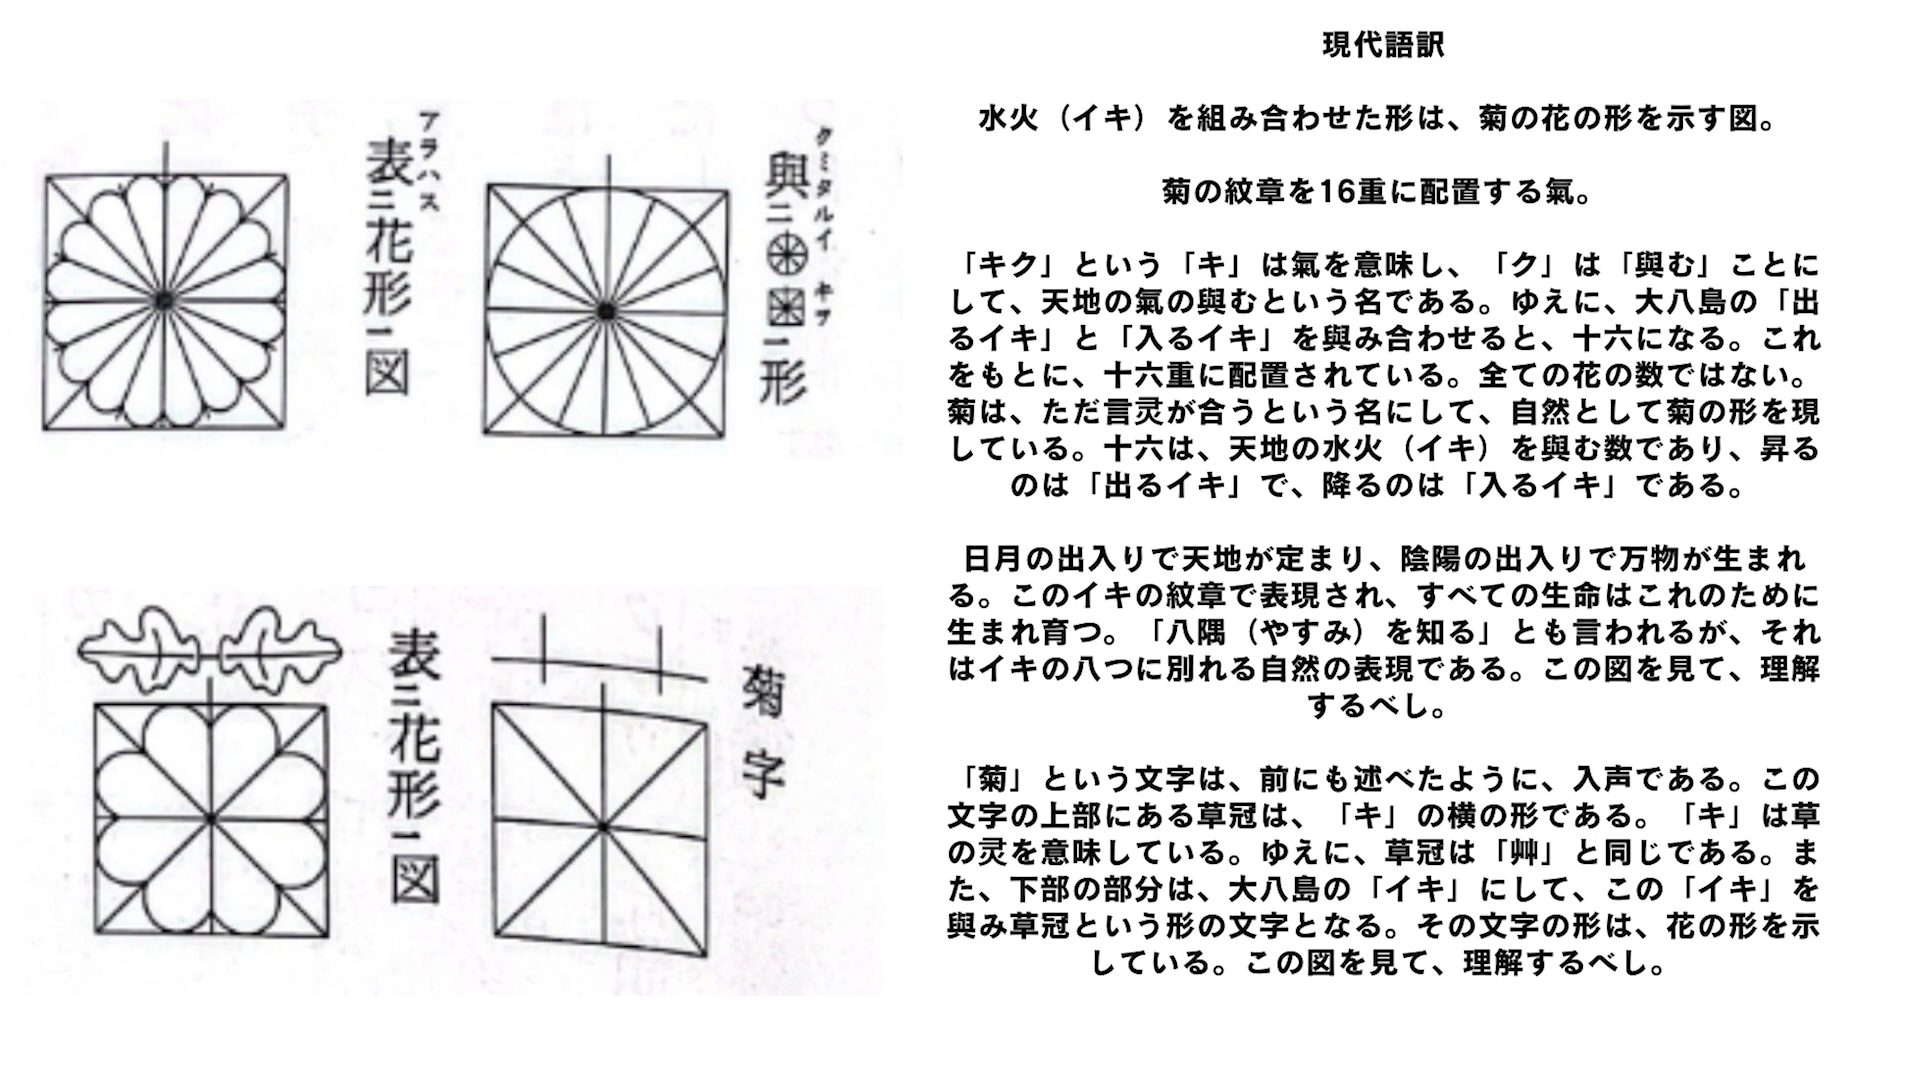 現代語訳
水火（イキ）を組み合わせた形は、菊の花の形を示す図。
菊の紋章を16重に配置する氣。
「キク」という「キ」は氣を意味し、「ク」は「與む」ことに
して、天地の氣の與むという名である。ゆえに、大八島の「出
るイキ」と「入るイキ」を與み合わせると、十六になる。これ
をもとに、十六重に配置されている。全ての花の数ではない。
菊は、ただ言灵が合うという名にして、自然として菊の形を現
している。十六は、天地の水火（イキ）を與む数であり、昇る
のは「出るイキ」で、降るのは「入るイキ」である。
日月の出入りで天地が定まり、陰陽の出入りで万物が生まれ
る。このイキの紋章で表現され、すべての生命はこれのために
生まれ育つ。「八隅（やすみ）を知る」とも言われるが、それ
はイキの八つに別れる自然の表現である。この図を見て、理解
するべし。
「菊」という文字は、前にも述べたように、入声である。この
文字の上部にある草冠は、「キ」の横の形である。「キ」は草
の灵を意味している。ゆえに、草冠は「艸」と同じである。ま
た、下部の部分は、大八島の「イキ」にして、この「イキ」を
與み草冠という形の文字となる。その文字の形は、花の形を示
している。この図を見て、理解するべし。
クミタルイキヲ
與二 一形
アラハス
表二花形一図
菊字
表二花形一図